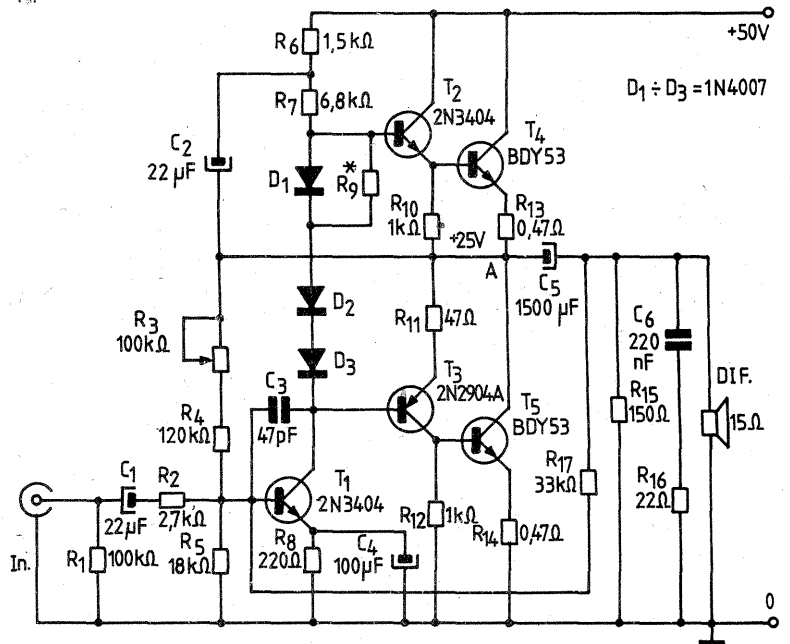 R6 1,5kΩ
+50V
R7 6,8kΩ
T2
2N3404
D1 ÷ D3 = 1N4007
C2
22 µF
T4
BDY53
D1
*
R9
R10
1kΩ
+25V
R13
0,47Ω
A
C5
1500 µF
D2
R11 47Ω
R3
100kΩ
C6
220
nF
D3
T3
2N2904A
DIF.
C3
47pF
R15
150Ω
15Ω
R4
120kΩ
T5
BDY53
C1
22µF
R2
2,7kΩ
T1
2N3404
R17
33kΩ
R16
22Ω
In.
R1 100kΩ
R5
18kΩ
R8
220Ω
C4
100µF
R12 1kΩ
R14 0,47Ω
0